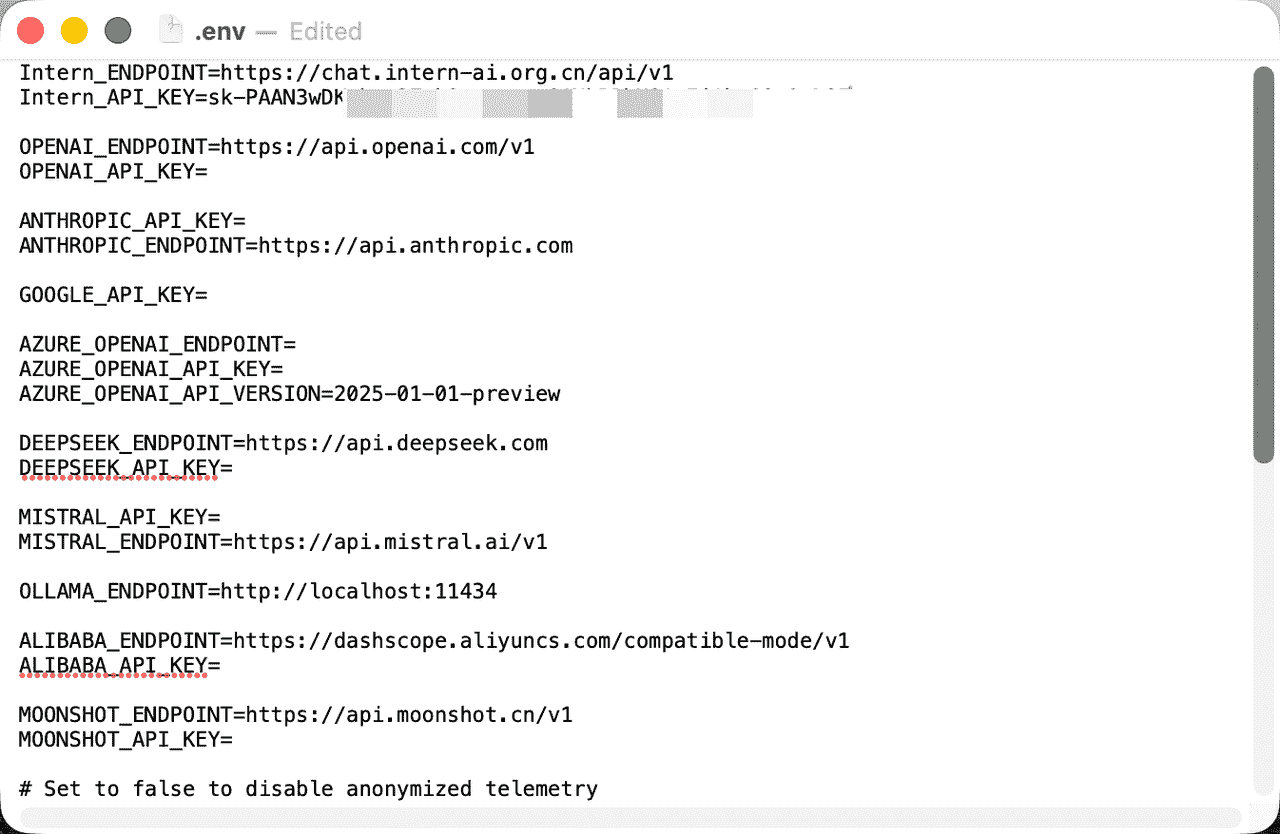 .env — Edited
Intern_ENDPOINT=https://chat.intern-ai.org.cn/api/v1
Intern_API_KEY=sk-PAAN3wDK
OPENAI_ENDPOINT=https://api.openai.com/v1
OPENAI_API_KEY=
ANTHROPIC_API_KEY=
ANTHROPIC_ENDPOINT=https://api.anthropic.com
GOOGLE_API_KEY=
AZURE_OPENAI_ENDPOINT=
AZURE_OPENAI_API_KEY=
AZURE_OPENAI_API_VERSION=2025-01-01-preview
DEEPSEEK_ENDPOINT=https://api.deepseek.com
DEEPSEEK_API_KEY=
MISTRAL_API_KEY=
MISTRAL_ENDPOINT=https://api.mistral.ai/v1
OLLAMA_ENDPOINT=http://localhost:11434
ALIBABA_ENDPOINT=https://dashscope.aliyuncs.com/compatible-mode/v1
ALIBABA_API_KEY=
MOONSHOT_ENDPOINT=https://api.moonshot.cn/v1
MOONSHOT_API_KEY=
# Set to false to disable anonymized telemetry